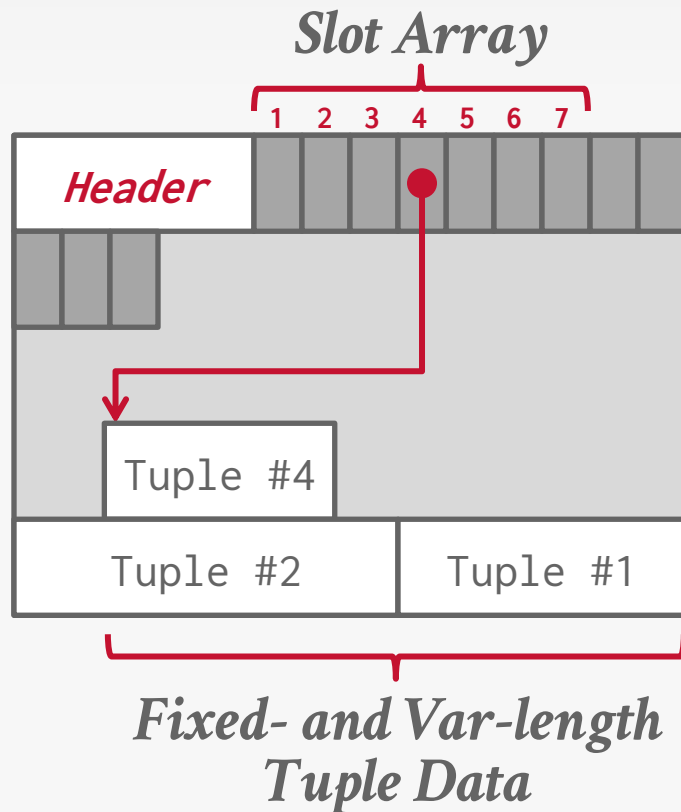 Slot Array
1 2 3 4 5 6 7
Header
Tuple #4
Tuple #2 Tuple #1
Fixed- and Var-length
Tuple Data